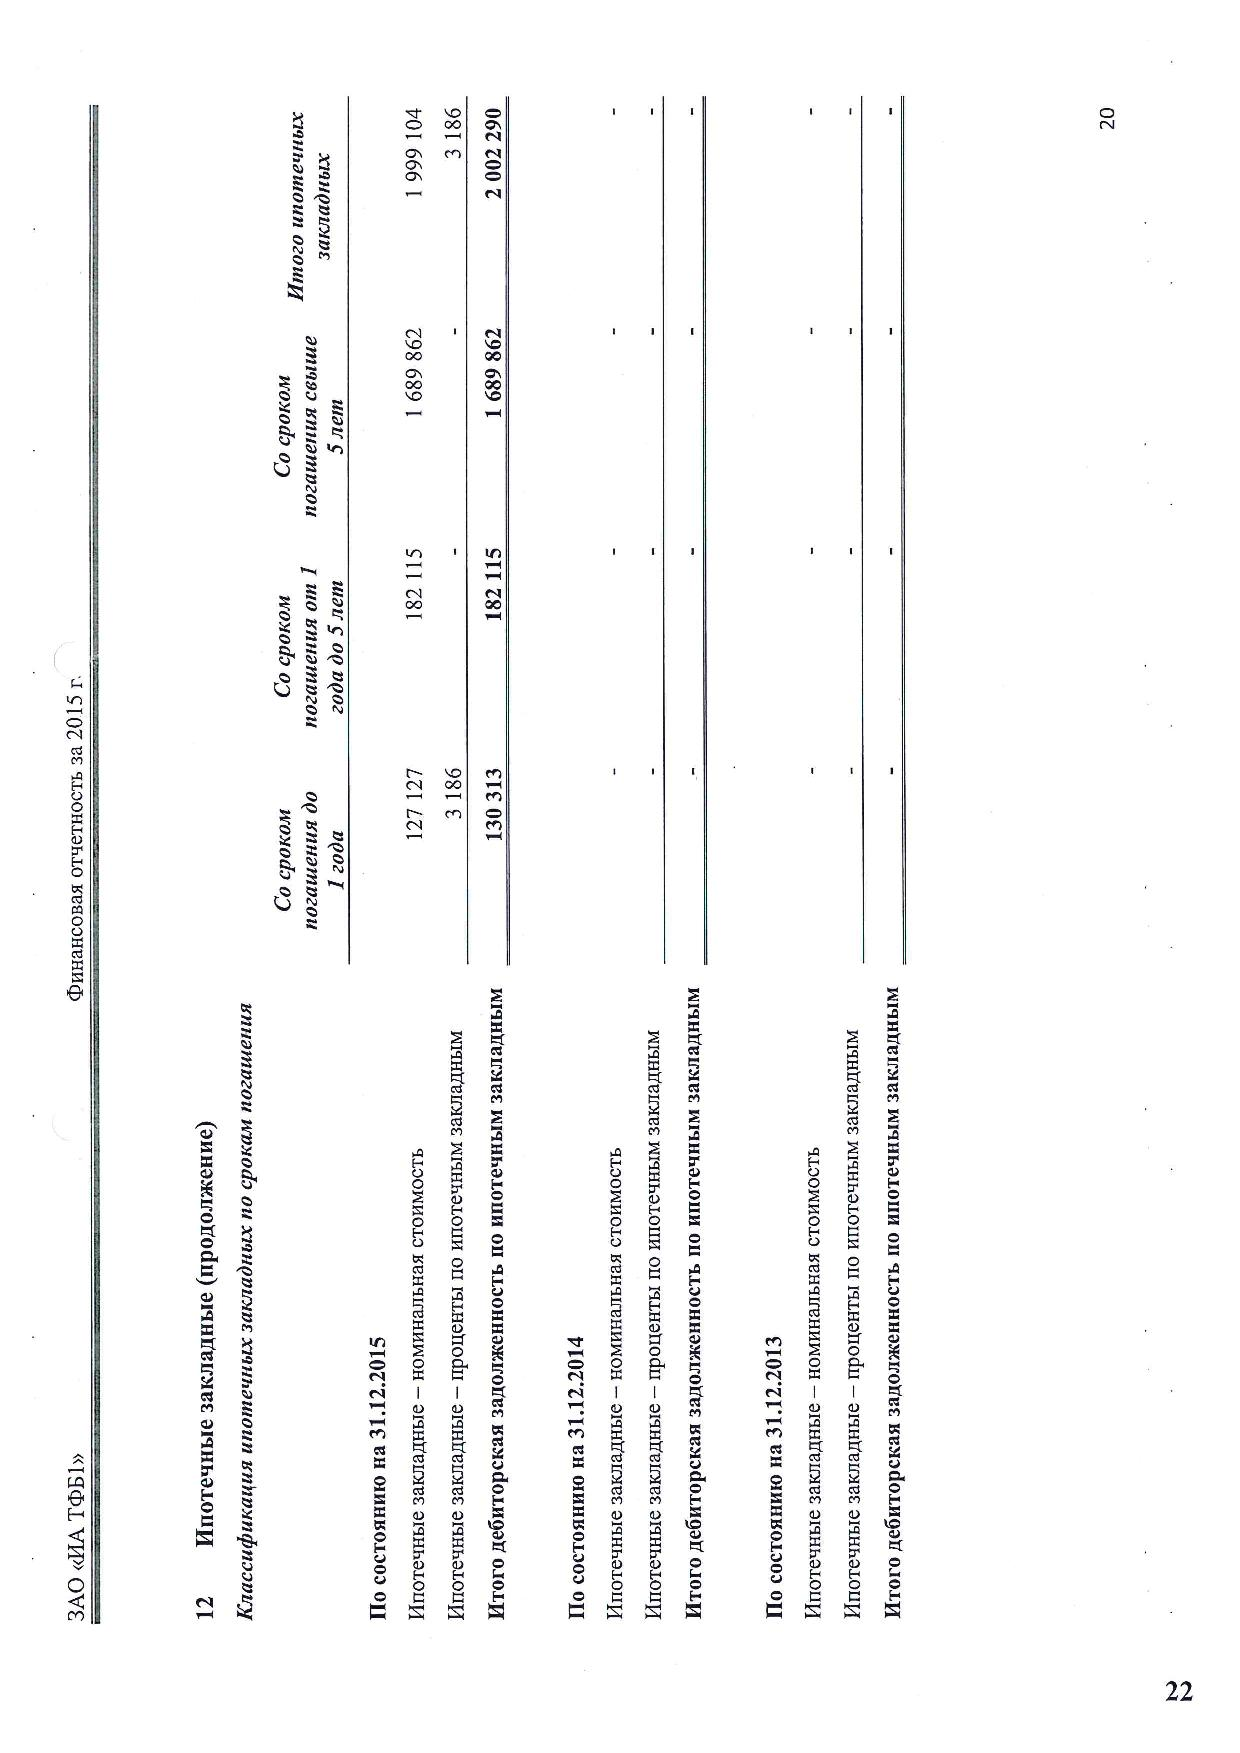 ЗАО «ИА ТФБ1» Финансовая отчетность за 2015 г.
12 Ипотечные закладные (продолжение)
Классификация ипотечных закладных по срокам погашения
Со сроком погашения до 1 года Со сроком погашения от 1 года до 5 лет Со сроком погашения свыше 5 лет Итого ипотечных закладных
По состоянию на 31.12.2015
Ипотечные закладные – номинальная стоимость 127 127 182 115 1 689 862 1 999 104
Ипотечные закладные – проценты по ипотечным закладным 3 186 - - 3 186
Итого дебиторская задолженность по ипотечным закладным 130 313 182 115 1 689 862 2 002 290
По состоянию на 31.12.2014
Ипотечные закладные – номинальная стоимость - - - -
Ипотечные закладные – проценты по ипотечным закладным - - - -
Итого дебиторская задолженность по ипотечным закладным - - - -
По состоянию на 31.12.2013
Ипотечные закладные – номинальная стоимость - - - -
Ипотечные закладные – проценты по ипотечным закладным - - - -
Итого дебиторская задолженность по ипотечным закладным - - - -
20
22